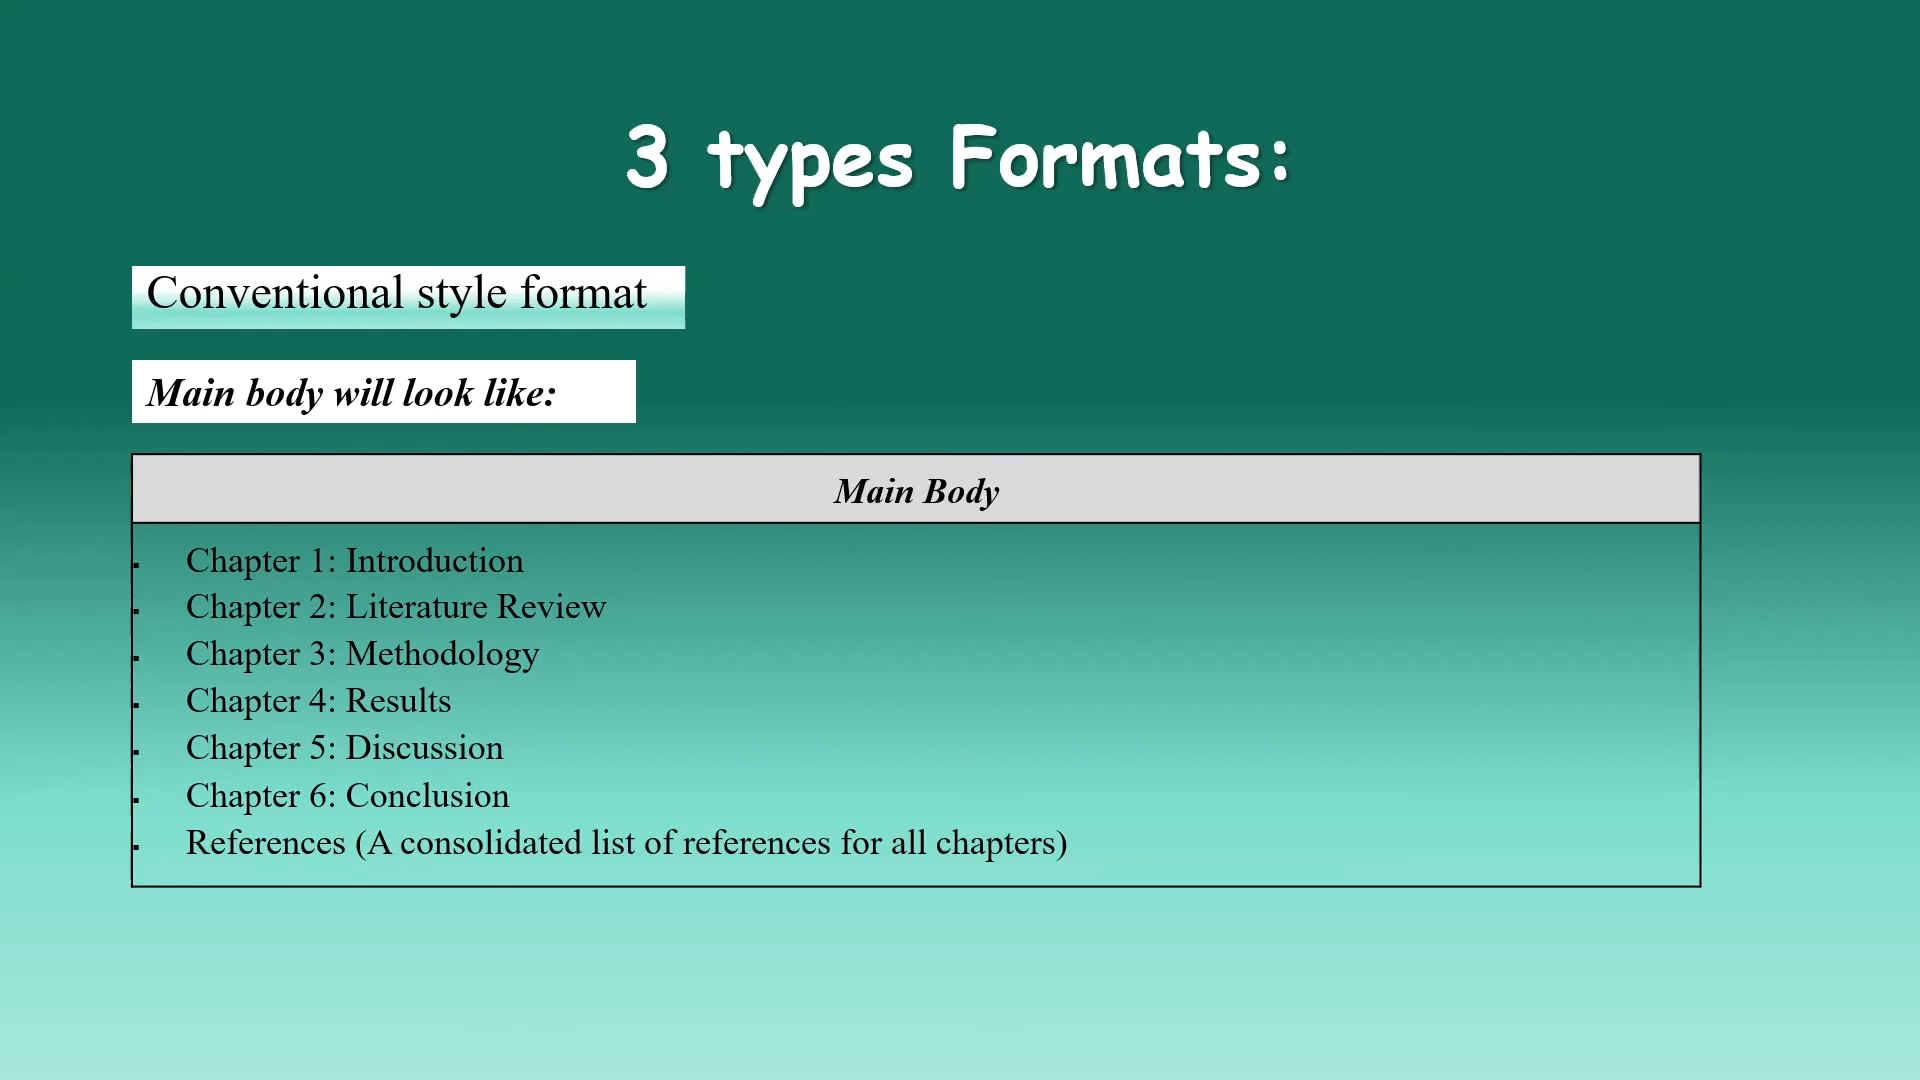 3 types Formats:
Conventional style format
Main body will look like:
Main Body
▪ Chapter 1: Introduction
▪ Chapter 2: Literature Review
▪ Chapter 3: Methodology
▪ Chapter 4: Results
▪ Chapter 5: Discussion
▪ Chapter 6: Conclusion
▪ References (A consolidated list of references for all chapters)